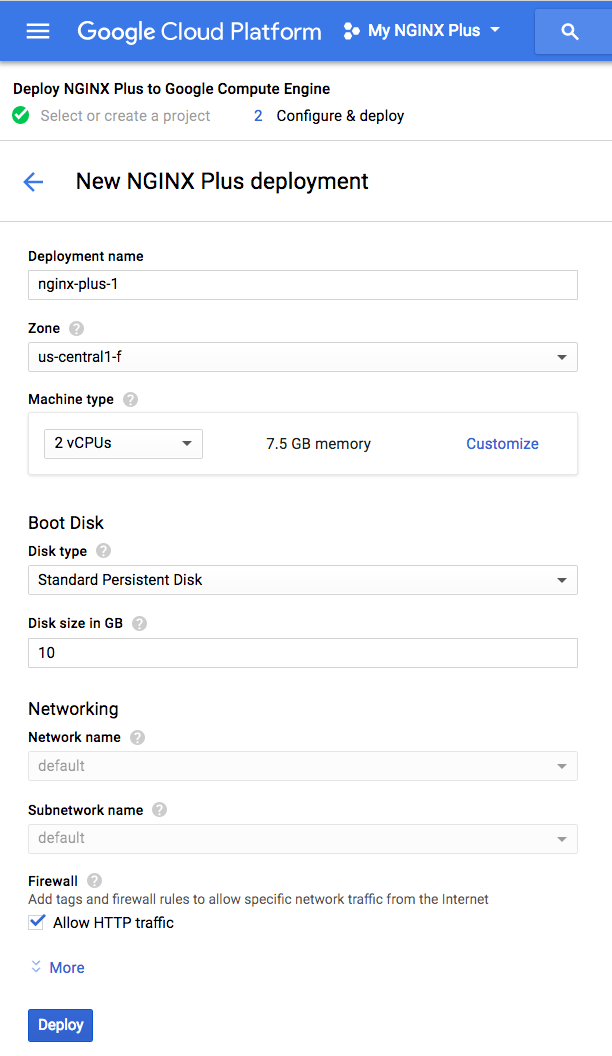 Google Cloud Platform My NGINX Plus
Deploy NGINX Plus to Google Compute Engine
Select or create a project 2 Configure & deploy
New NGINX Plus deployment
Deployment name
nginx-plus-1
Zone ?
us-central1-f
Machine type ?
2 vCPUs 7.5 GB memory Customize
Boot Disk
Disk type ?
Standard Persistent Disk
Disk size in GB ?
10
Networking
Network name ?
default
Subnetwork name ?
default
Firewall ?
Add tags and firewall rules to allow specific network traffic from the Internet
Allow HTTP traffic
More
Deploy